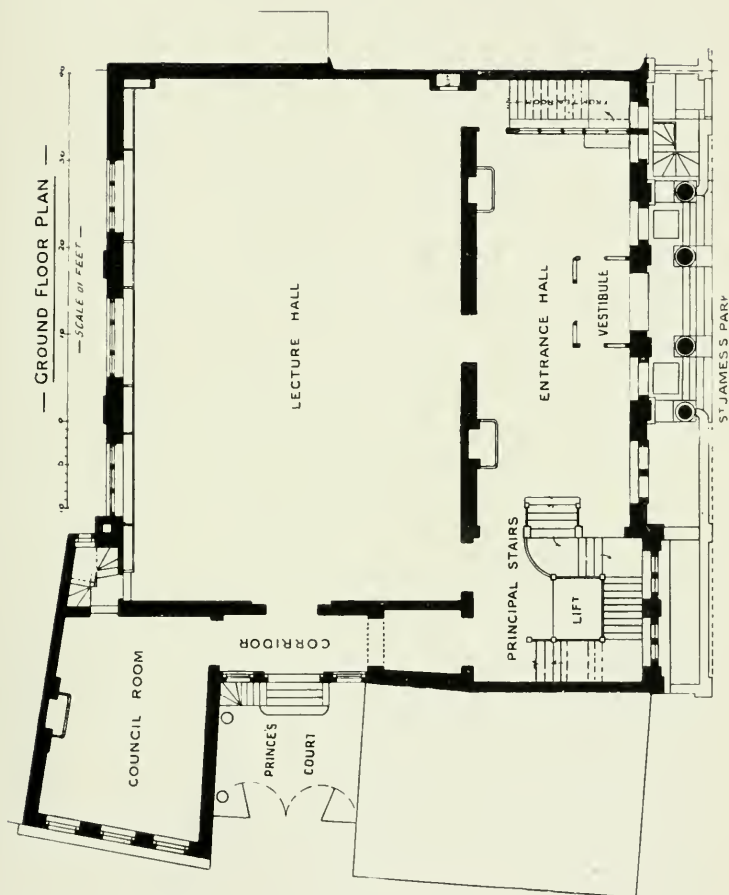 — GROUND FLOOR PLAN —
— SCALE OF FEET —
10 0 10 20 30 40
LECTURE HALL
ENTRANCE HALL
VESTIBULE
PRINCIPAL STAIRS
LIFT
CORRIDOR
COUNCIL ROOM
PRINCE'S
COURT
ST JAMES'S PARK